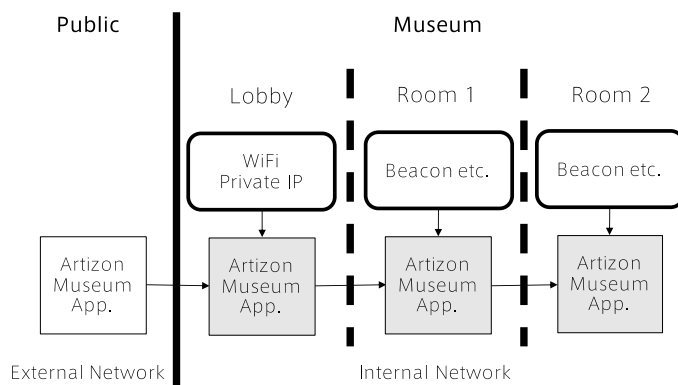 Public
Museum
Lobby
Room 1
Room 2
WiFi
Private IP
Beacon etc.
Beacon etc.
Artizon
Museum
App.
Artizon
Museum
App.
Artizon
Museum
App.
Artizon
Museum
App.
External Network
Internal Network